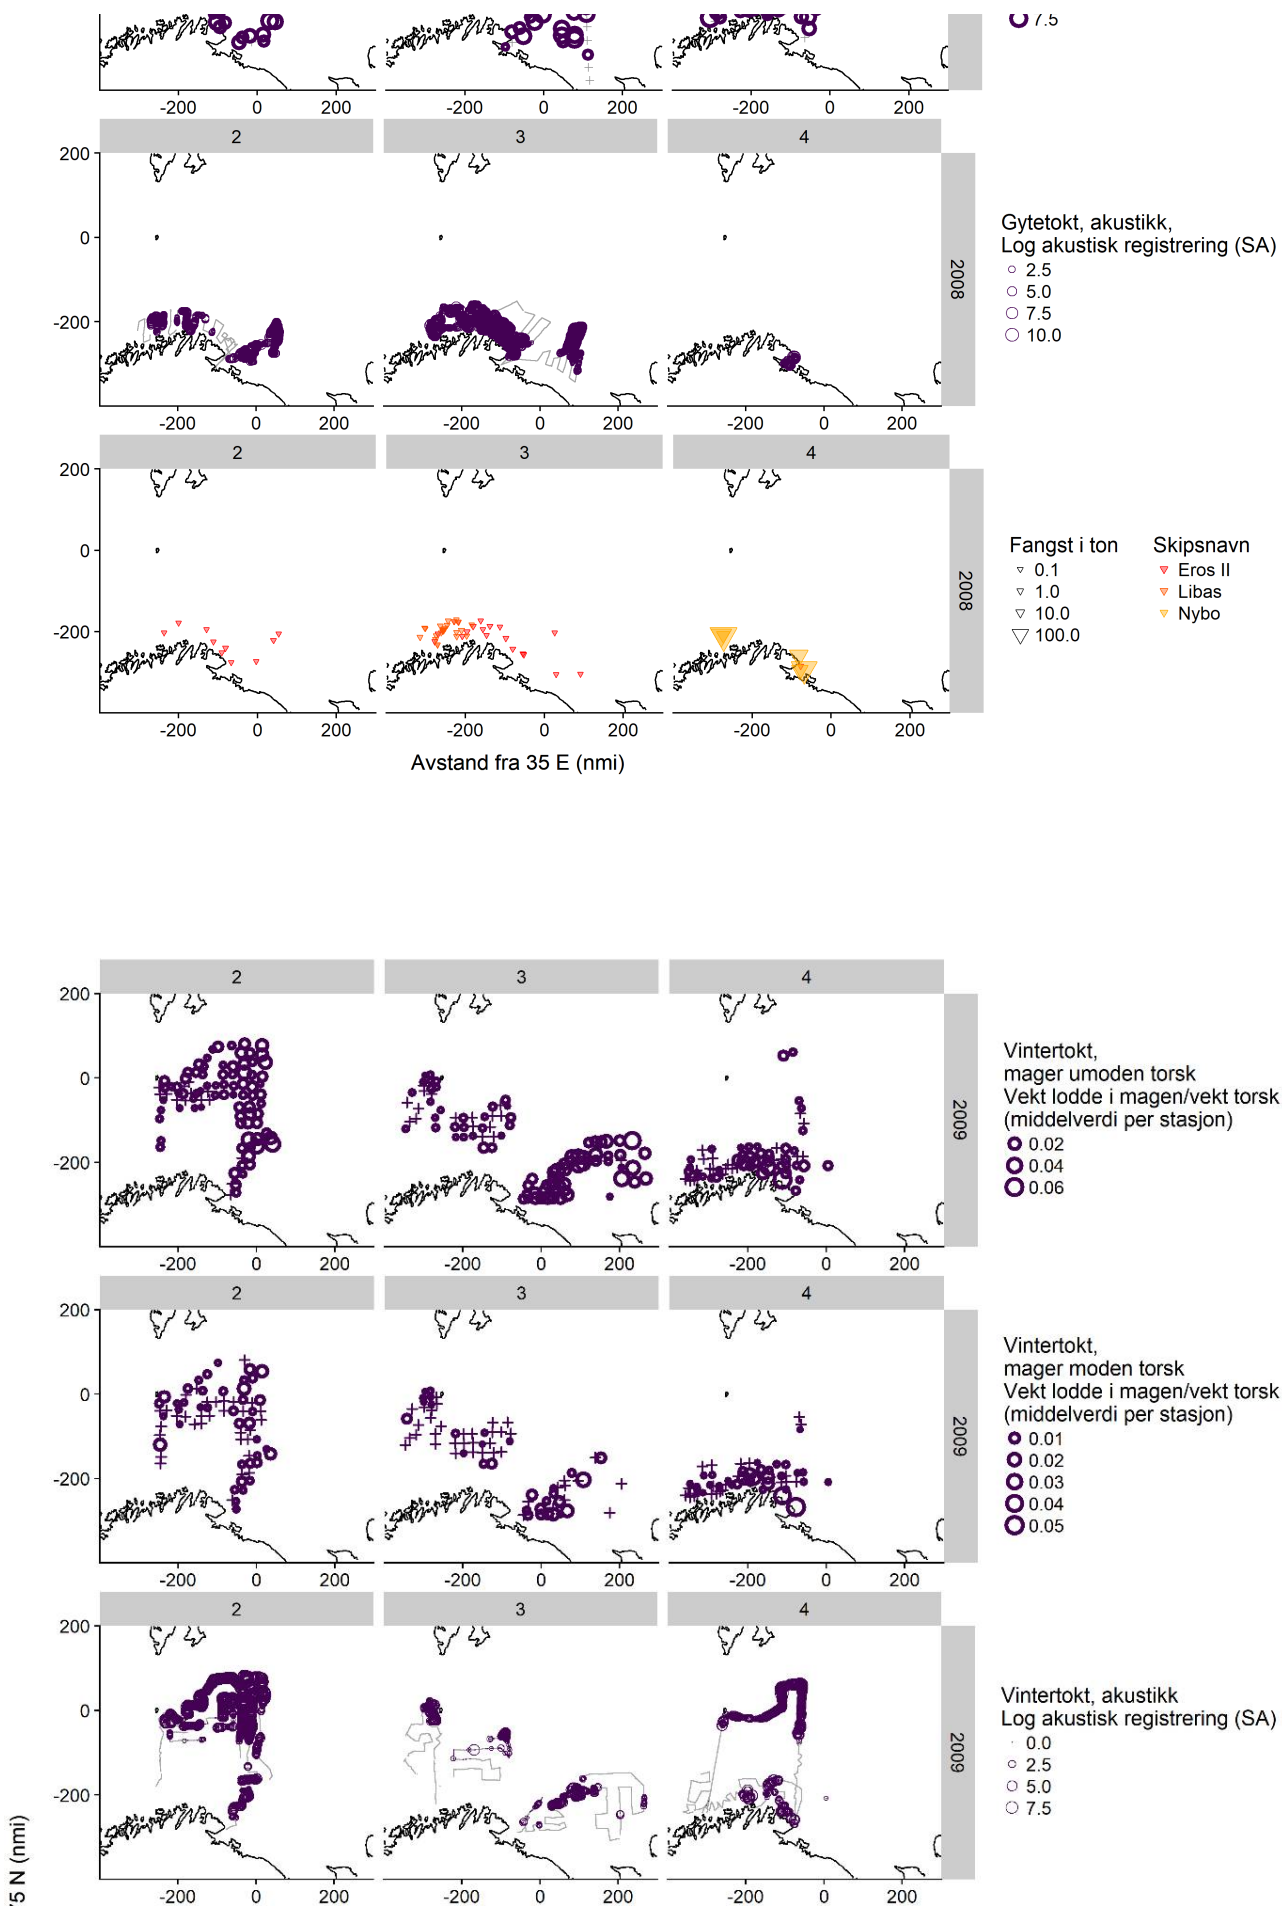 7.5
-200 0 200 -200 0 200 -200 0 200
2 3 4
200
0
-200
2008
Gytetokt, akustikk,
Log akustisk registrering (SA)
2.5
5.0
7.5
10.0
-200 0 200 -200 0 200 -200 0 200
2 3 4
200
0
-200
2008
Fangst i ton
0.1
1.0
10.0
100.0
Skipsnavn
Eros II
Libas
Nybo
-200 0 200 -200 0 200 -200 0 200
Avstand fra 35 E (nmi)
2 3 4
200
0
-200
2009
Vintertokt,
mager umoden torsk
Vekt lodde i magen/vekt torsk
(middelverdi per stasjon)
0.02
0.04
0.06
-200 0 200 -200 0 200 -200 0 200
2 3 4
200
0
-200
2009
Vintertokt,
mager moden torsk
Vekt lodde i magen/vekt torsk
(middelverdi per stasjon)
0.01
0.02
0.03
0.04
0.05
-200 0 200 -200 0 200 -200 0 200
2 3 4
200
0
-200
2009
Vintertokt, akustikk
Log akustisk registrering (SA)
0.0
2.5
5.0
7.5
-200 0 200 -200 0 200 -200 0 200
5 N (nmi)